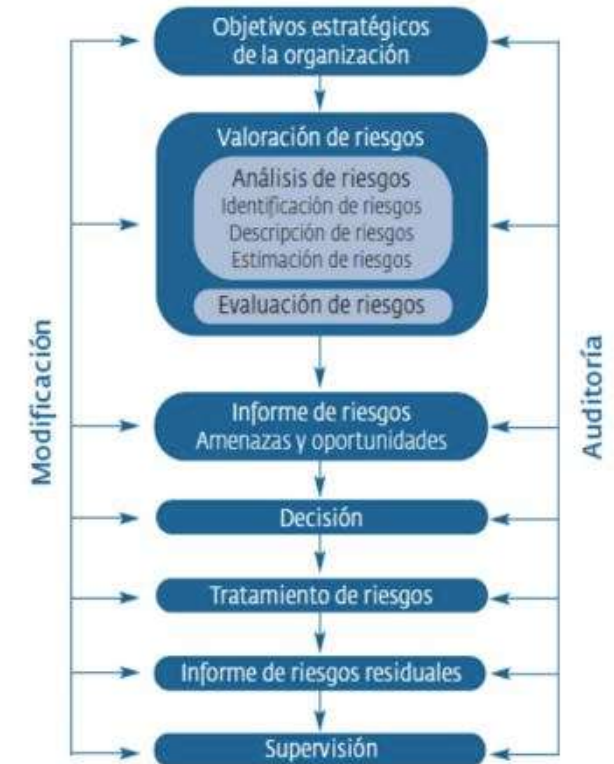 Objetivos estratégicos
de la organización
Valoración de riesgos
Análisis de riesgos
Identificación de riesgos
Descripción de riesgos
Estimación de riesgos
Evaluación de riesgos
Informe de riesgos
Amenazas y oportunidades
Decisión
Tratamiento de riesgos
Informe de riesgos residuales
Supervisión
Modificación
Auditoría